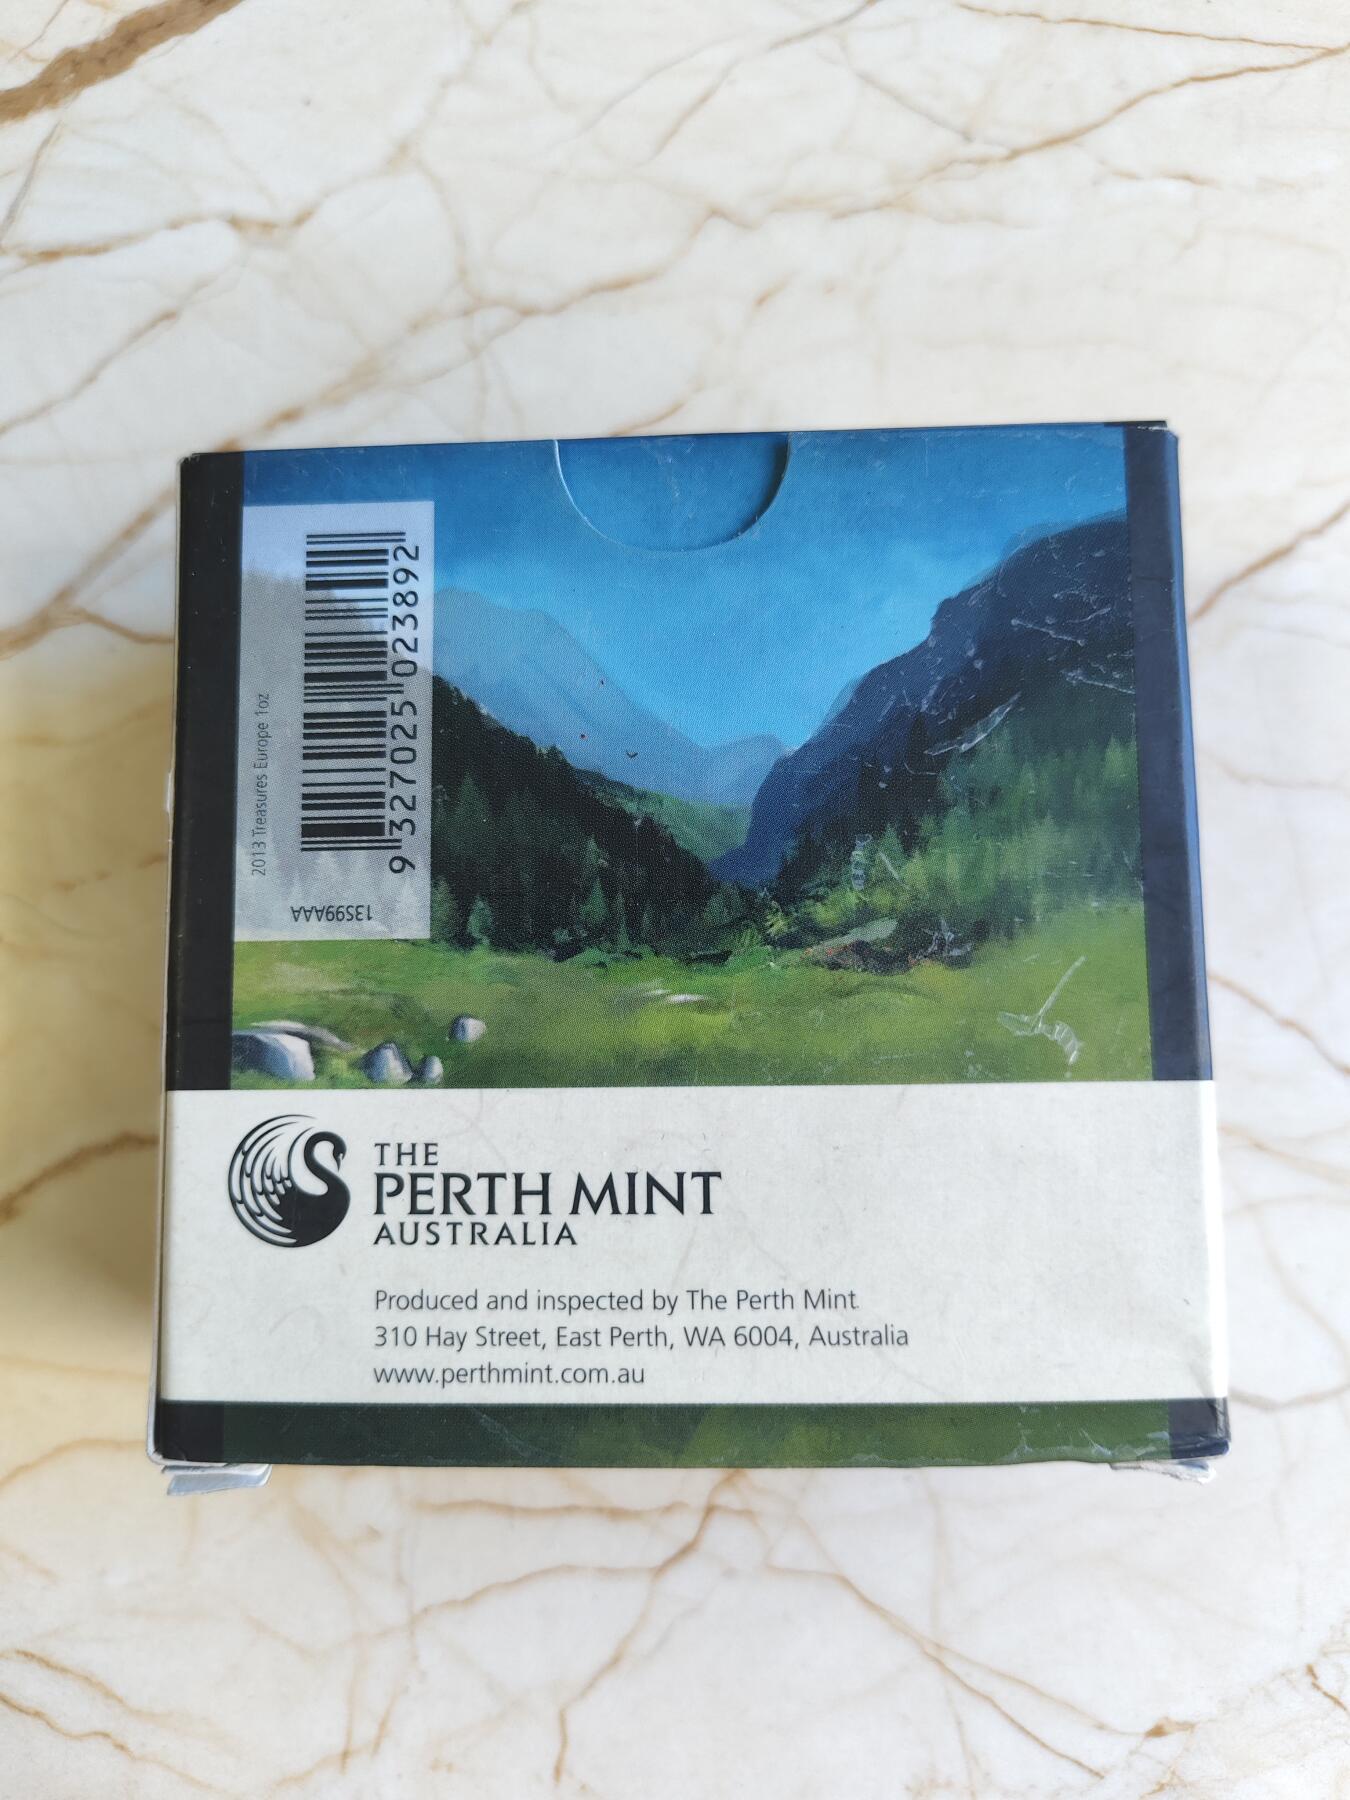 2013 Treasures Europe 1oz
9 327025 023892
13S99AAA
THE
PERTH MINT
AUSTRALIA
Produced and inspected by The Perth Mint
310 Hay Street, East Perth, WA 6004, Australia
www.perthmint.com.au